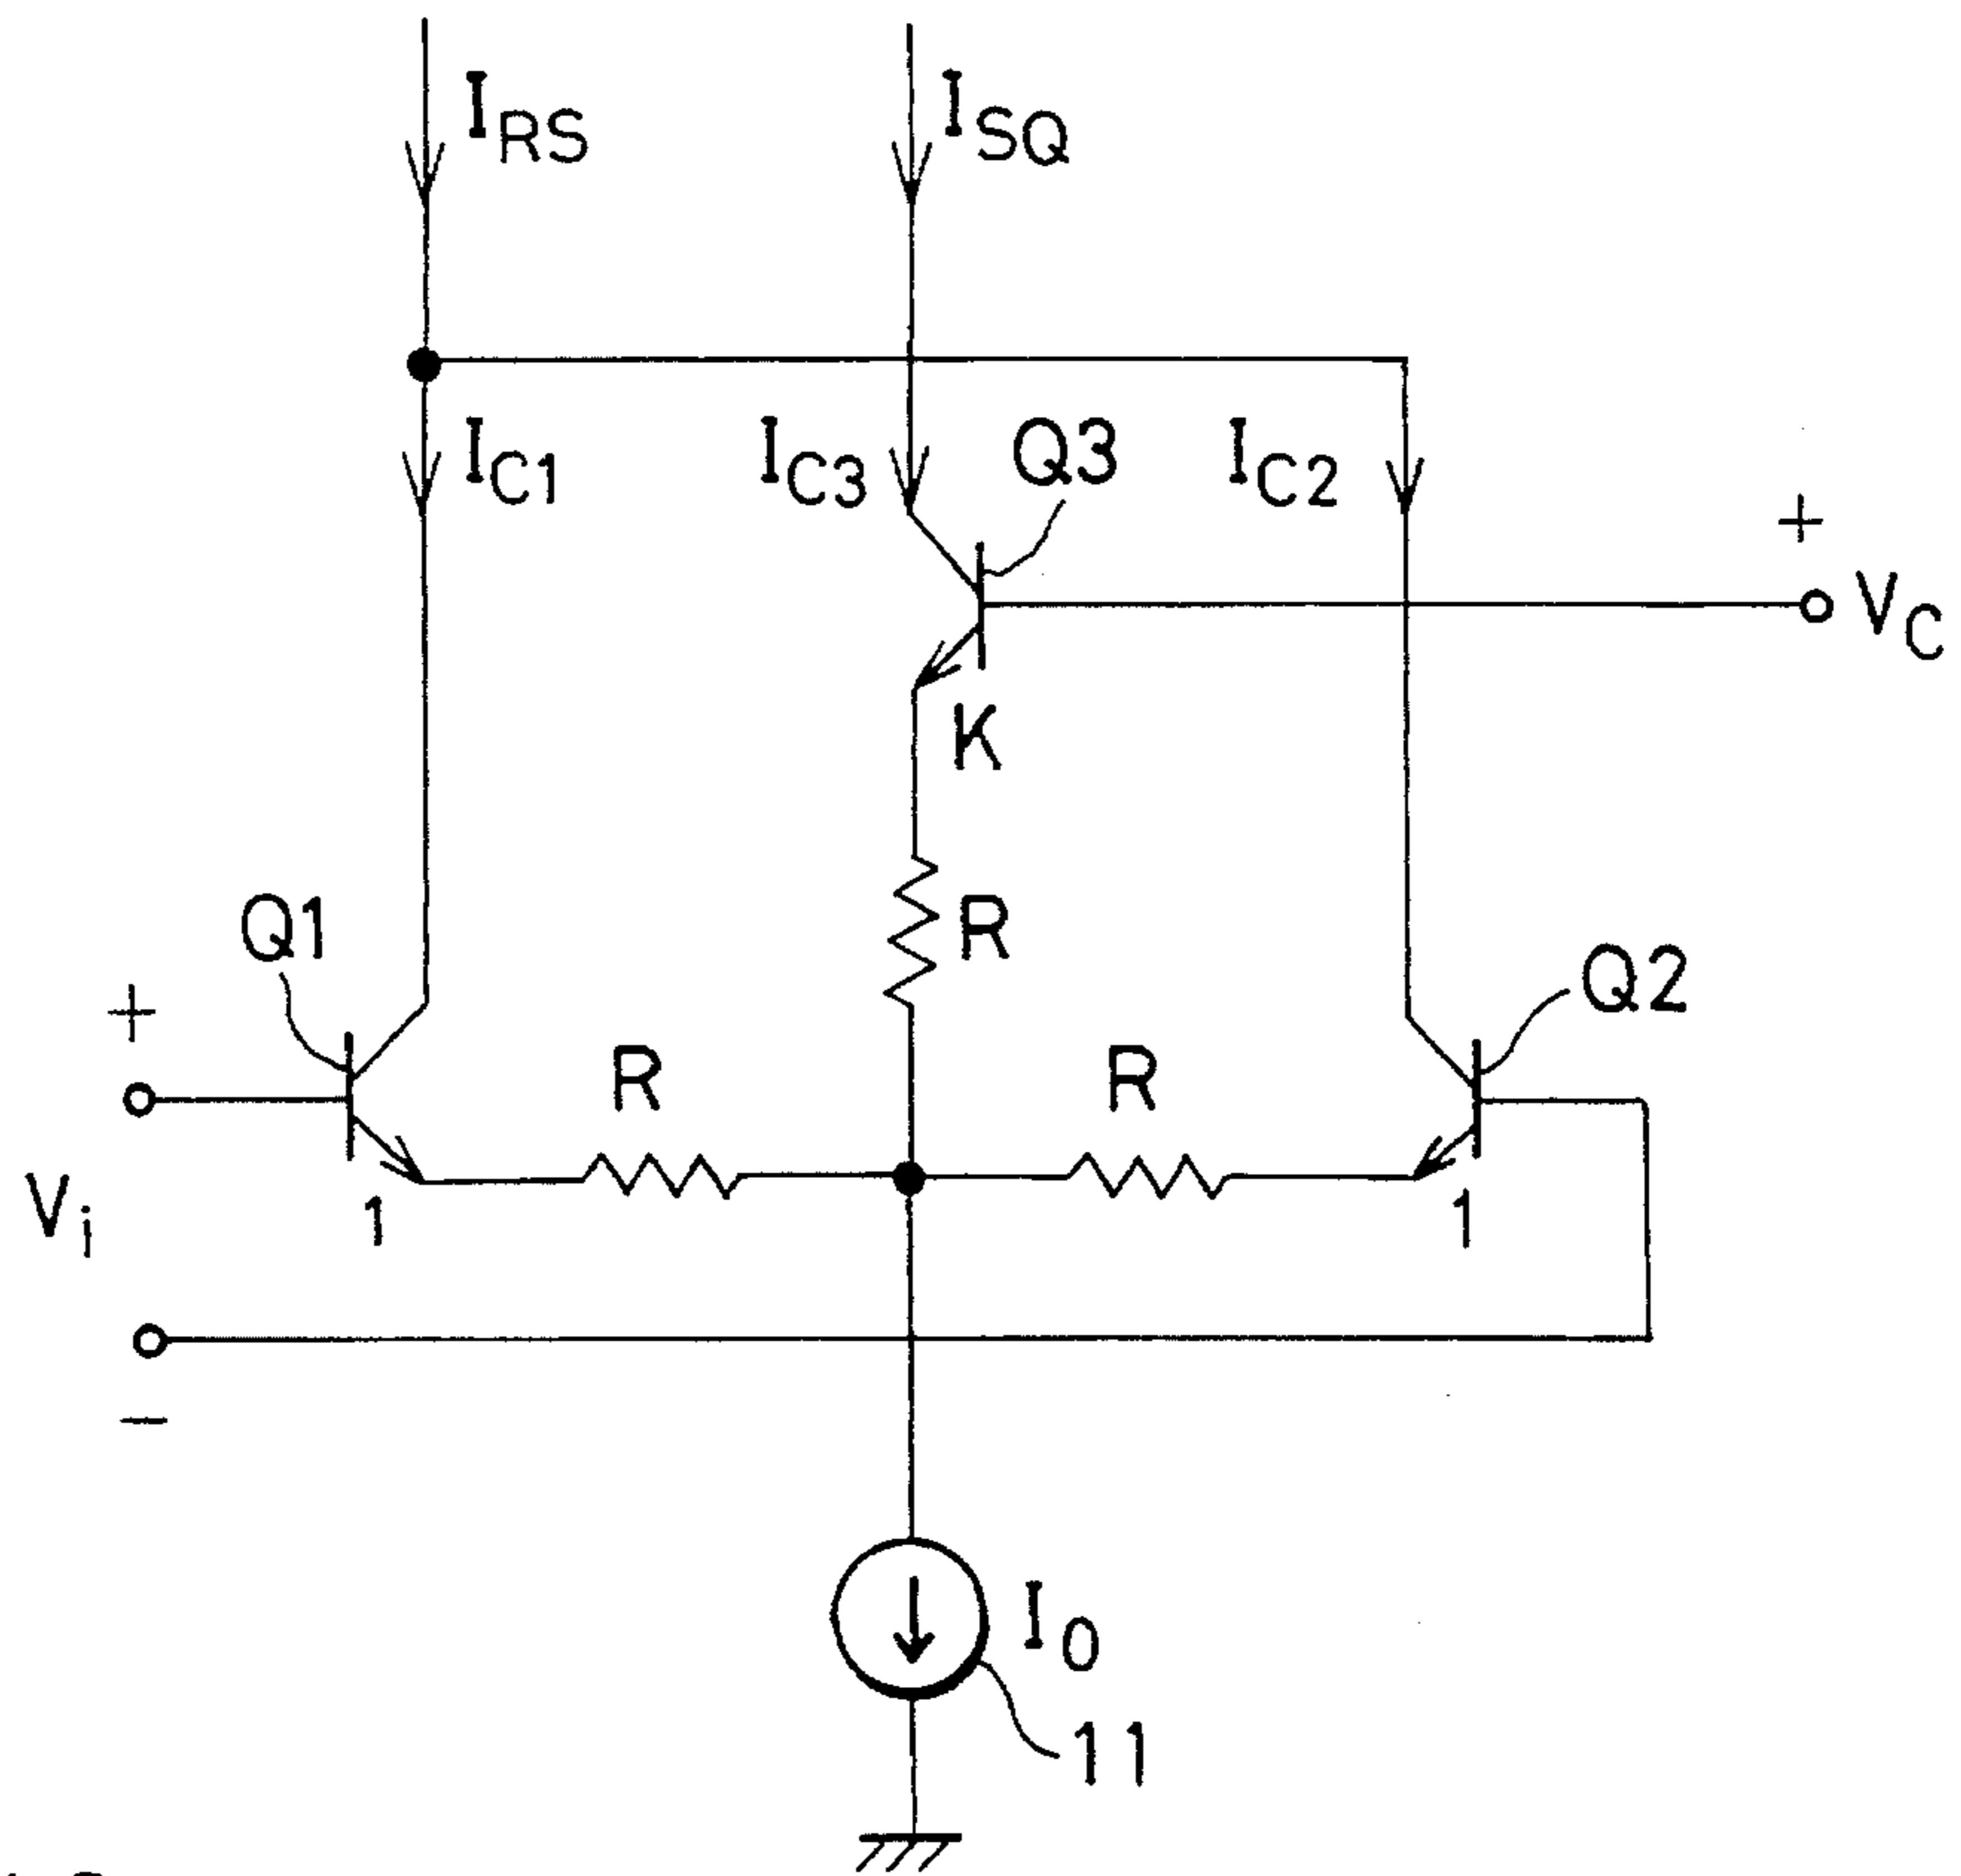 I_RS
I_SQ
I_C1
I_C3
Q3
I_C2
+
V_C
K
Q1
R
Q2
+
R
R
V_i
1
1
−
I_0
11